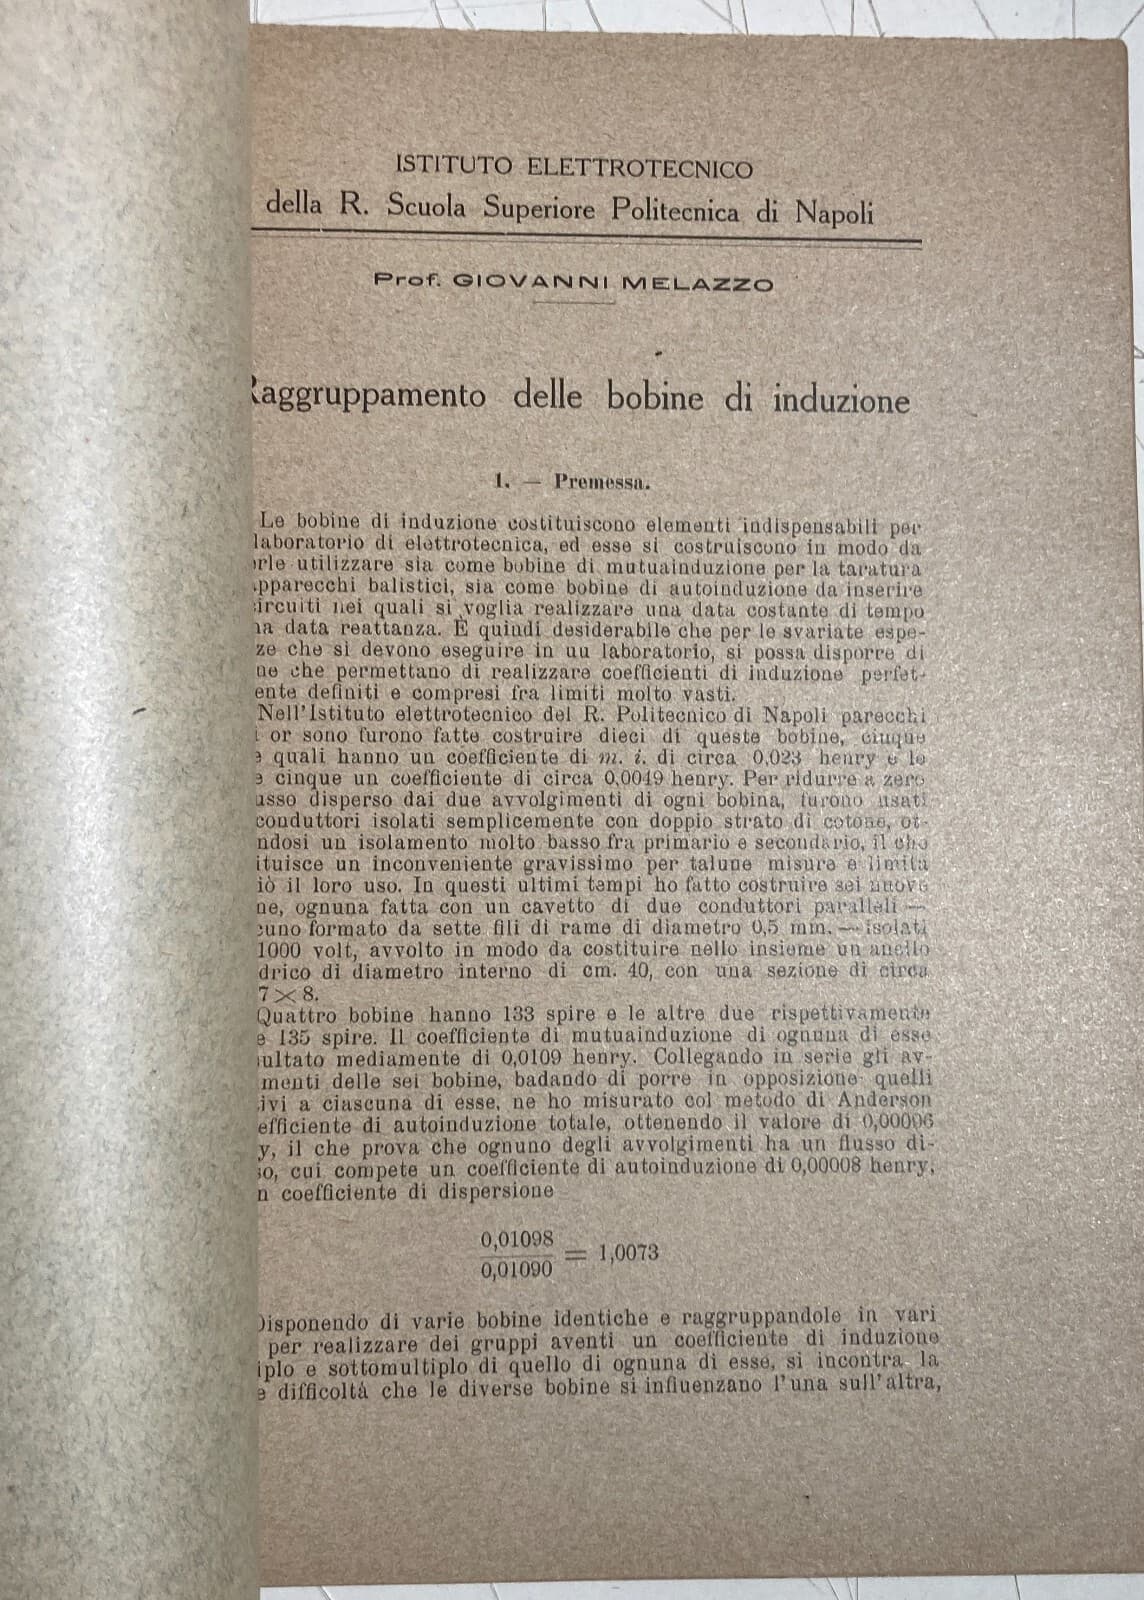 ISTITUTO ELETTROTECNICO
della R. Scuola Superiore Politecnica di Napoli
Prof. GIOVANNI MELAZZO
Raggruppamento delle bobine di induzione
1. — Premessa.
Le bobine di induzione costituiscono elementi indispensabili per
laboratorio di elettrotecnica, ed esse si costruiscono in modo da
rle utilizzare sia come bobine di mutuainduzione per la taratura
pparecchi balistici, sia come bobine di autoinduzione da inserire
ircuiti nei quali si voglia realizzare una data costante di tempo
na data reattanza. È quindi desiderabile che per le svariate espe-
ze che si devono eseguire in un laboratorio, si possa disporre di
ne che permettano di realizzare coefficienti di induzione perfet-
ente definiti e compresi fra limiti molto vasti.
Nell'Istituto elettrotecnico del R. Politecnico di Napoli parecchi
i or sono furono fatte costruire dieci di queste bobine, cinque
e quali hanno un coefficiente di m. i. di circa 0,023 henry e le
e cinque un coefficiente di circa 0,0049 henry. Per ridurre a zero
usso disperso dai due avvolgimenti di ogni bobina, furono usati
conduttori isolati semplicemente con doppio strato di cotone, ot-
ndosi un isolamento molto basso fra primario e secondario, il che
ituisce un inconveniente gravissimo per talune misure e limita
iò il loro uso. In questi ultimi tempi ho fatto costruire sei nuove
ne, ognuna fatta con un cavetto di due conduttori paralleli —
cuno formato da sette fili di rame di diametro 0,5 mm. — isolati
1000 volt, avvolto in modo da costituire nello insieme un anello
drico di diametro interno di cm. 40, con una sezione di circa
7 × 8.
Quattro bobine hanno 133 spire e le altre due rispettivamente
e 135 spire. Il coefficiente di mutuainduzione di ognuna di esse
ultato mediamente di 0,0109 henry. Collegando in serie gli av-
menti delle sei bobine, badando di porre in opposizione quelli
ivi a ciascuna di esse, ne ho misurato col metodo di Anderson
efficiente di autoinduzione totale, ottenendo il valore di 0,00096
y, il che prova che ognuno degli avvolgimenti ha un flusso di-
so, cui compete un coefficiente di autoinduzione di 0,00008 henry,
n coefficiente di dispersione
0,01098
0,01090 = 1,0073
Disponendo di varie bobine identiche e raggruppandole in vari
per realizzare dei gruppi aventi un coefficiente di induzione
iplo e sottomultiplo di quello di ognuna di esse, si incontra la
e difficoltà che le diverse bobine si influenzano l'una sull'altra,